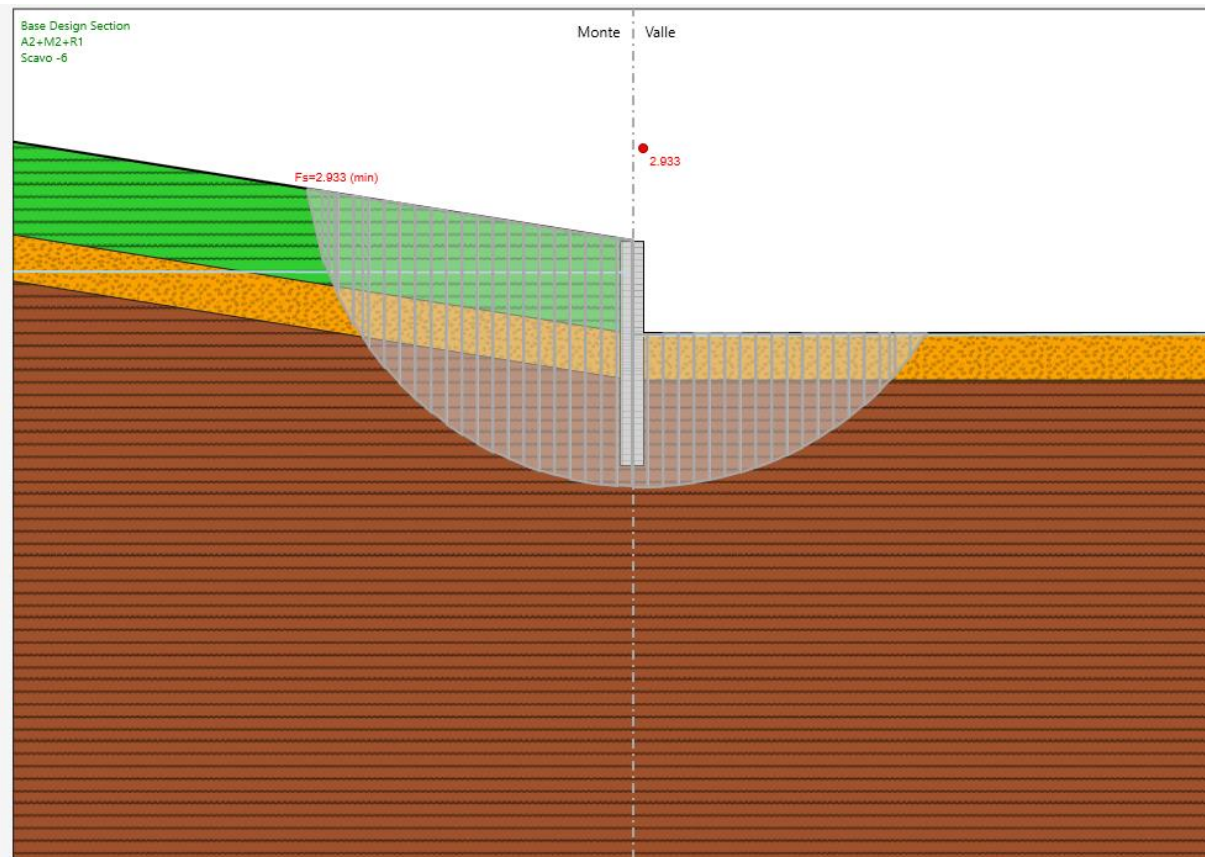 Base Design Section
A2+M2+R1
Scavo -6
Monte
Valle
2.933
Fs=2.933 (min)